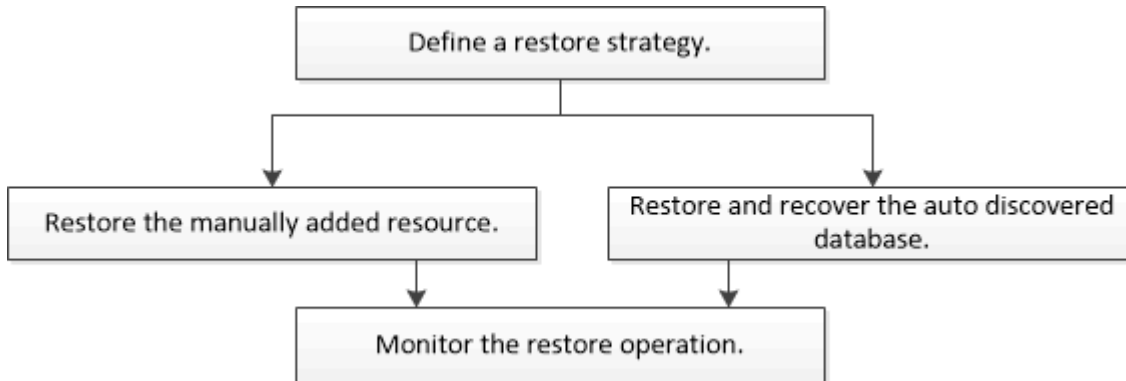 Define a restore strategy.
Restore the manually added resource.
Restore and recover the auto discovered
database.
Monitor the restore operation.